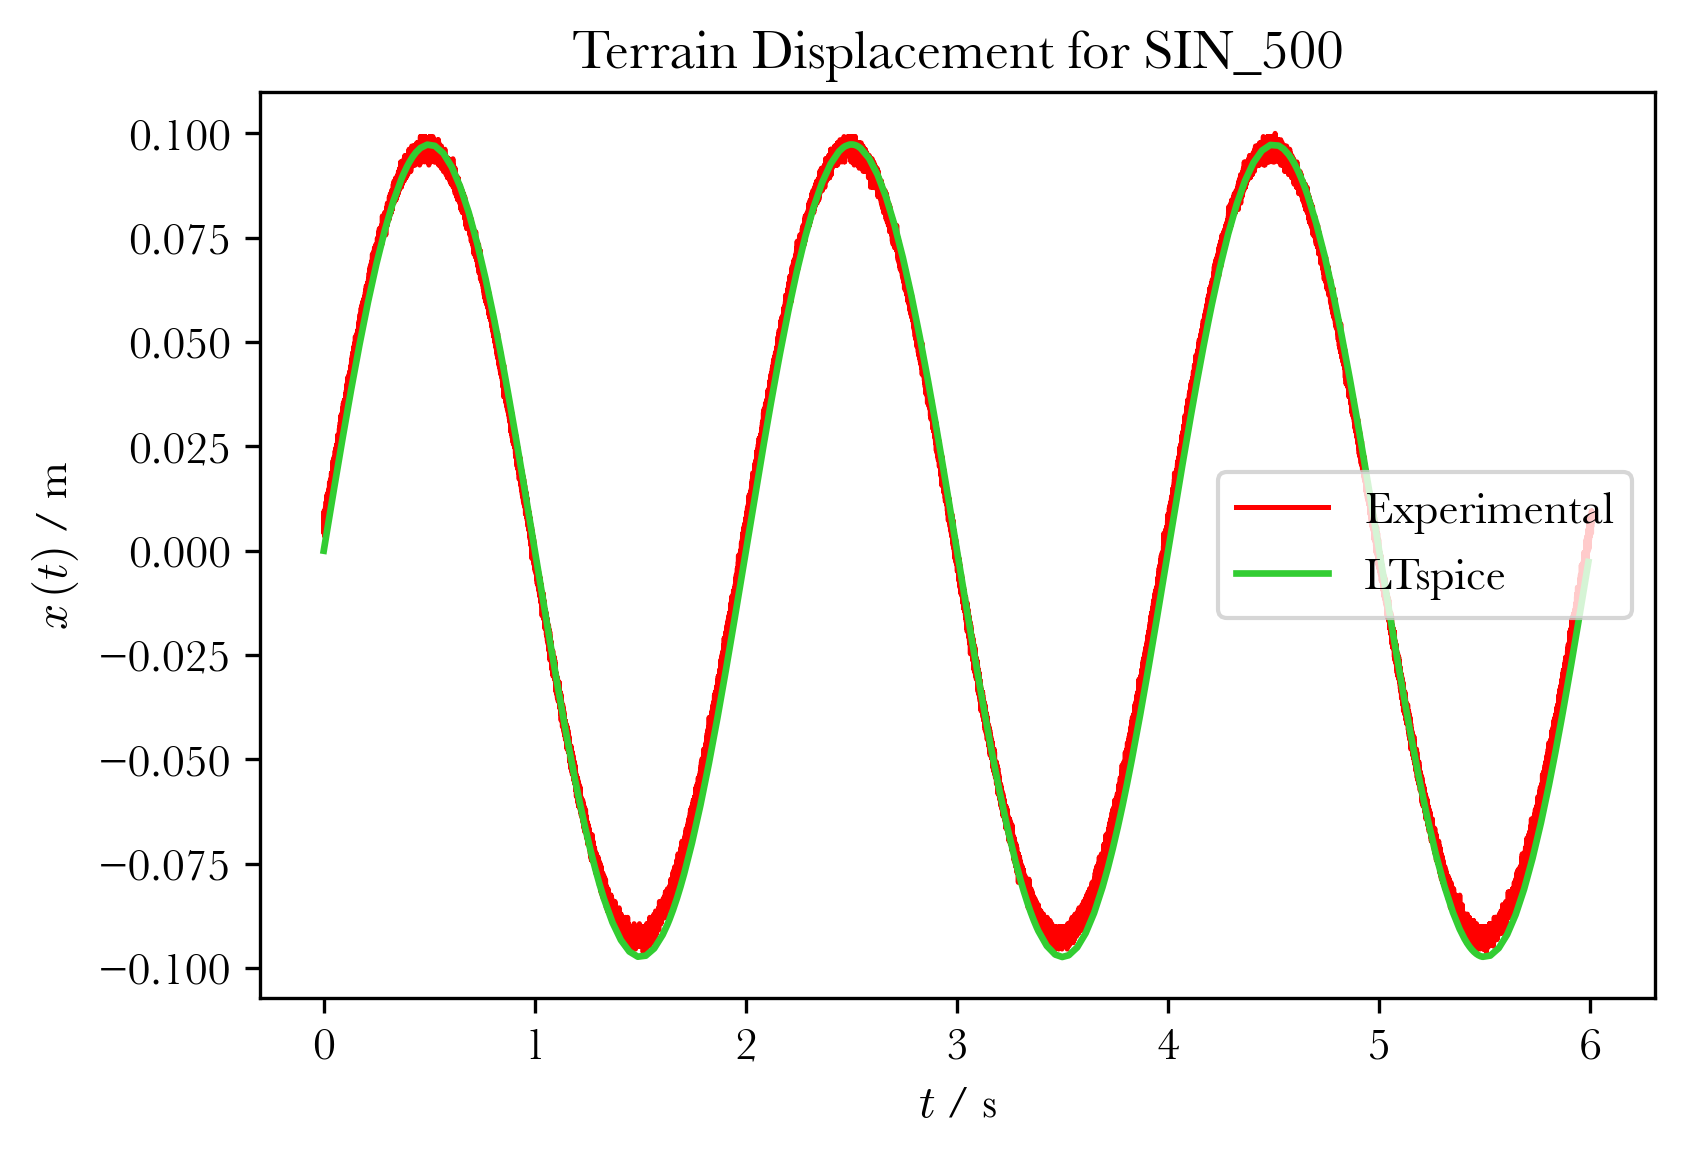 Terrain Displacement for SIN_500
x(t) / m
0.100
0.075
0.050
0.025
0.000
−0.025
−0.050
−0.075
−0.100
Experimental
LTspice
0 1 2 3 4 5 6
t / s